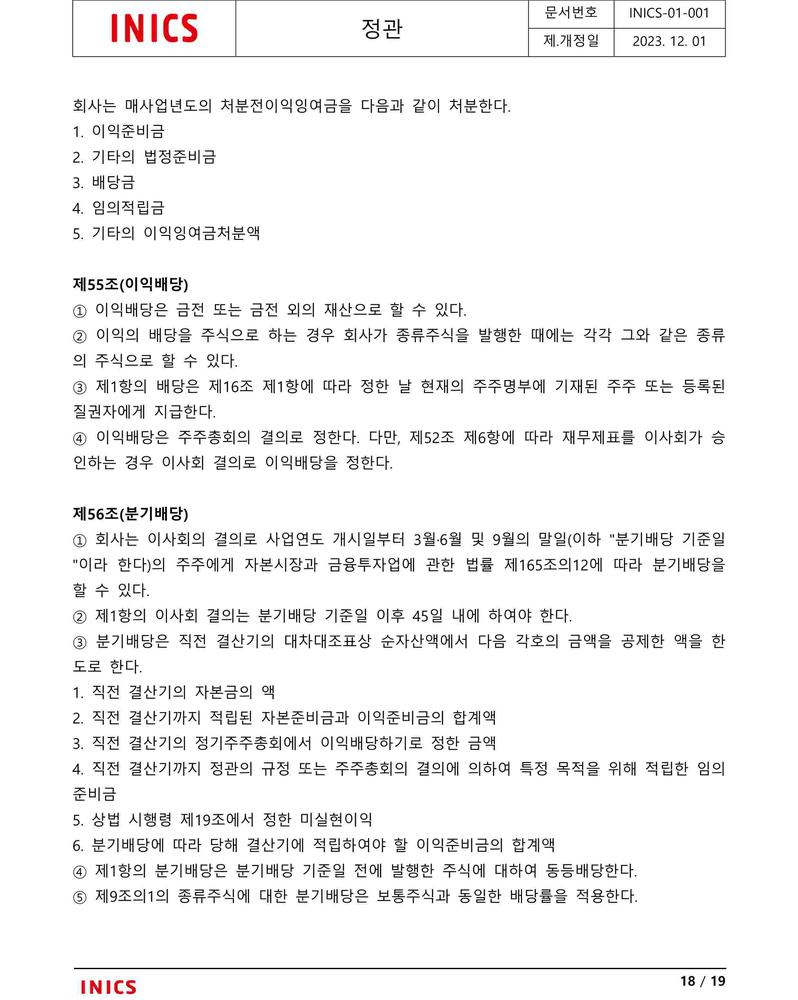 INICS
정관
문서번호
INICS-01-001
제.개정일
2023. 12. 01
회사는 매사업년도의 처분전이익잉여금을 다음과 같이 처분한다.
1. 이익준비금
2. 기타의 법정준비금
3. 배당금
4. 임의적립금
5. 기타의 이익잉여금처분액
제55조(이익배당)
① 이익배당은 금전 또는 금전 외의 재산으로 할 수 있다.
② 이익의 배당을 주식으로 하는 경우 회사가 종류주식을 발행한 때에는 각각 그와 같은 종류
의 주식으로 할 수 있다.
③ 제1항의 배당은 제16조 제1항에 따라 정한 날 현재의 주주명부에 기재된 주주 또는 등록된
질권자에게 지급한다.
④ 이익배당은 주주총회의 결의로 정한다. 다만, 제52조 제6항에 따라 재무제표를 이사회가 승
인하는 경우 이사회 결의로 이익배당을 정한다.
제56조(분기배당)
① 회사는 이사회의 결의로 사업연도 개시일부터 3월·6월 및 9월의 말일(이하 "분기배당 기준일
"이라 한다)의 주주에게 자본시장과 금융투자업에 관한 법률 제165조의12에 따라 분기배당을
할 수 있다.
② 제1항의 이사회 결의는 분기배당 기준일 이후 45일 내에 하여야 한다.
③ 분기배당은 직전 결산기의 대차대조표상 순자산액에서 다음 각호의 금액을 공제한 액을 한
도로 한다.
1. 직전 결산기의 자본금의 액
2. 직전 결산기까지 적립된 자본준비금과 이익준비금의 합계액
3. 직전 결산기의 정기주주총회에서 이익배당하기로 정한 금액
4. 직전 결산기까지 정관의 규정 또는 주주총회의 결의에 의하여 특정 목적을 위해 적립한 임의
준비금
5. 상법 시행령 제19조에서 정한 미실현이익
6. 분기배당에 따라 당해 결산기에 적립하여야 할 이익준비금의 합계액
④ 제1항의 분기배당은 분기배당 기준일 전에 발행한 주식에 대하여 동등배당한다.
⑤ 제9조의1의 종류주식에 대한 분기배당은 보통주식과 동일한 배당률을 적용한다.
INICS
18 / 19